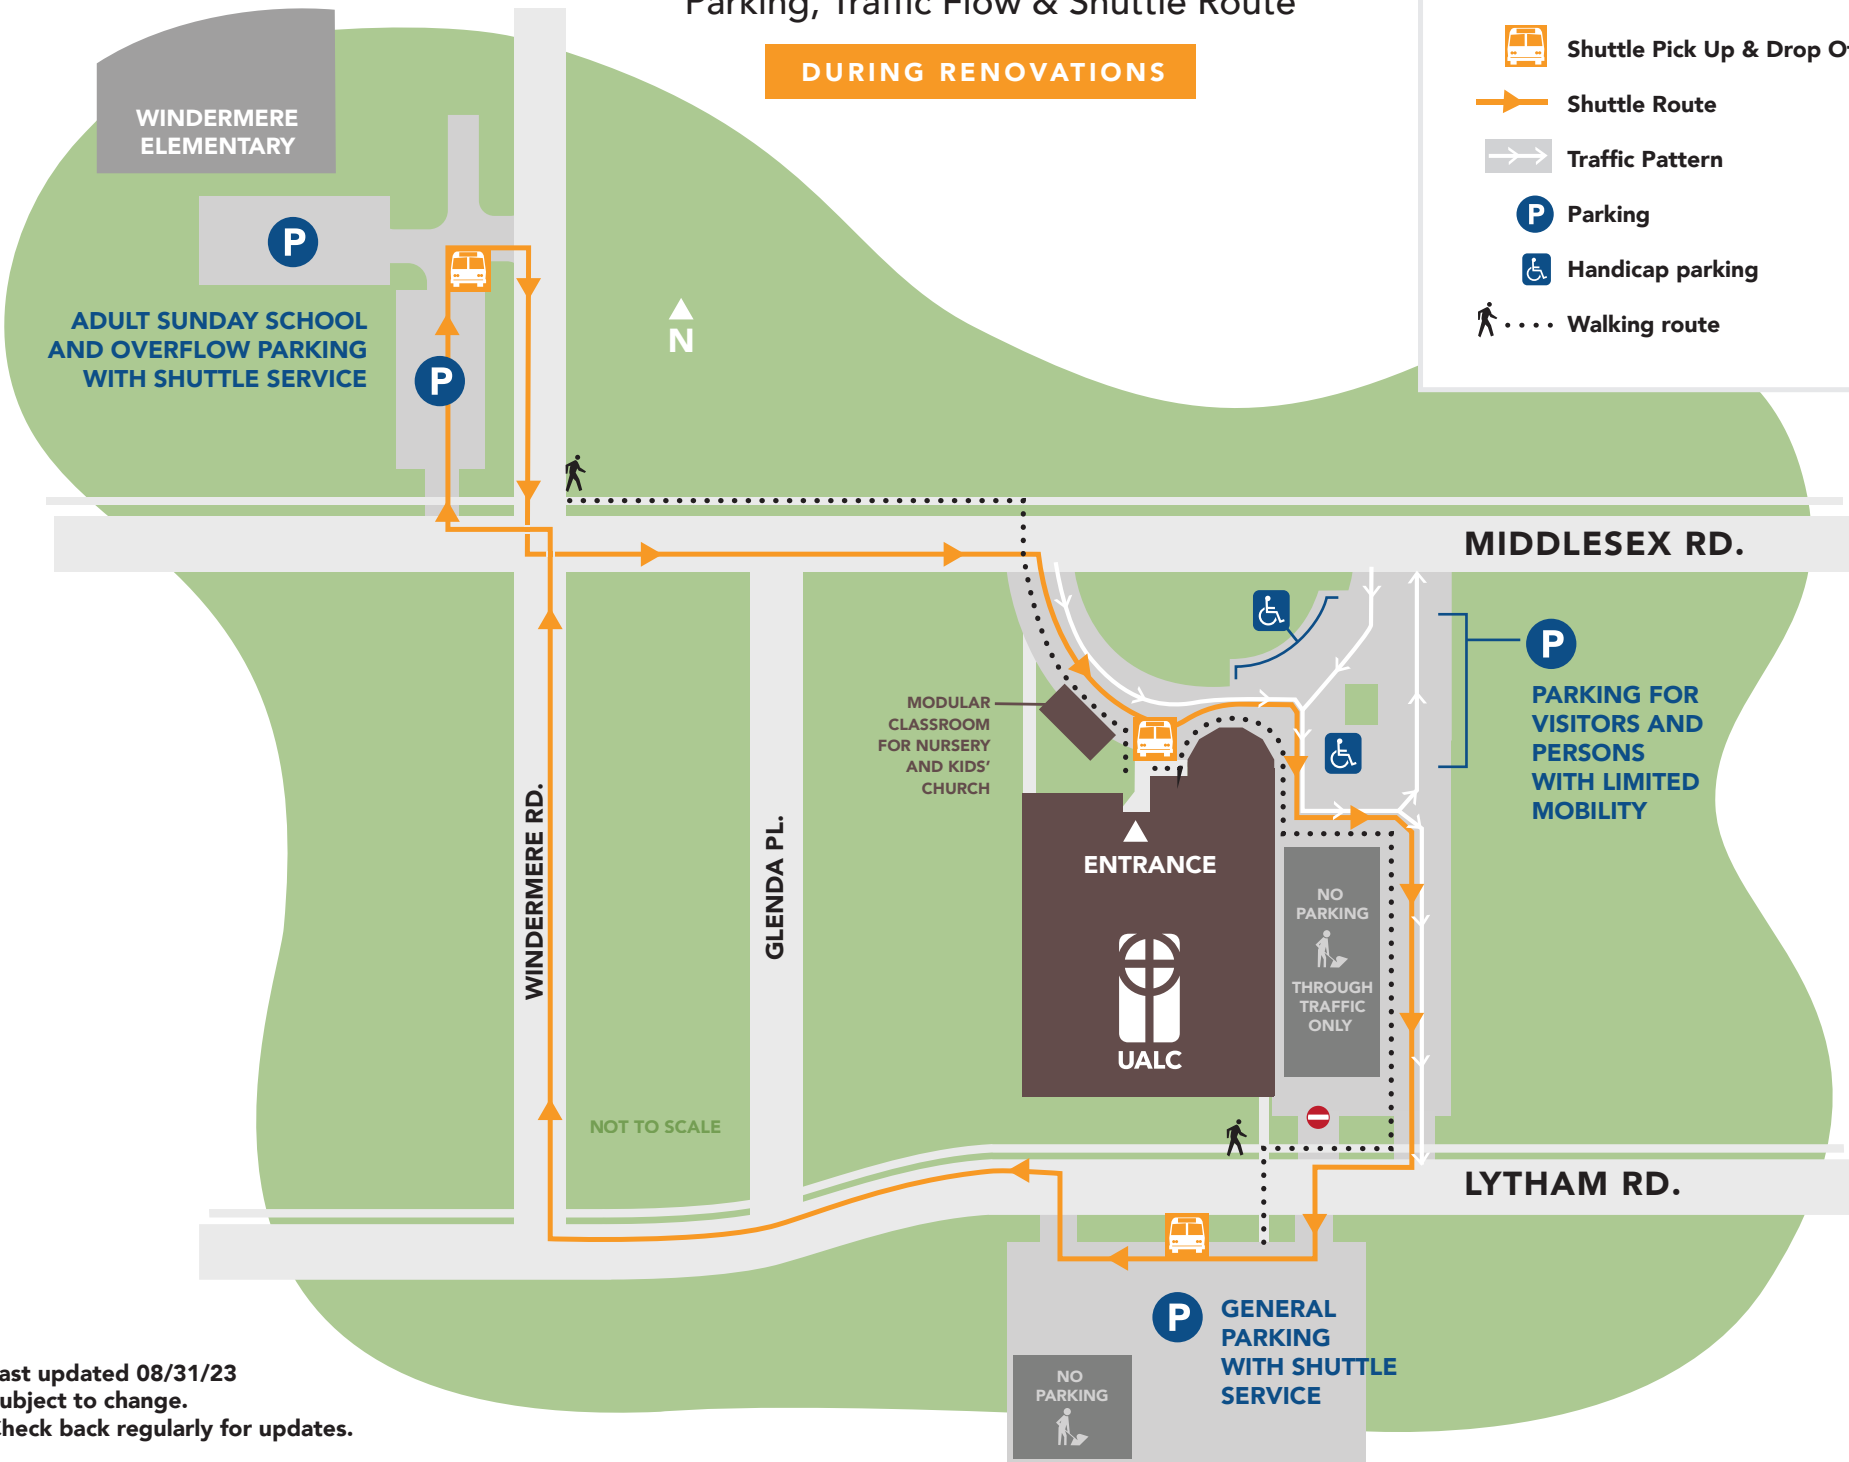 Parking, Traffic Flow & Shuttle Route
DURING RENOVATIONS
Shuttle Pick Up & Drop
Shuttle Route
Traffic Pattern
P
Parking
Handicap parking
Walking route
WINDERMERE
ELEMENTARY
P
ADULT SUNDAY SCHOOL
AND OVERFLOW PARKING
WITH SHUTTLE SERVICE
P
N
MIDDLESEX RD.
P
PARKING FOR
VISITORS AND
PERSONS
WITH LIMITED
MOBILITY
MODULAR
CLASSROOM
FOR NURSERY
AND KIDS'
CHURCH
WINDERMERE RD.
GLENDA PL.
ENTRANCE
UALC
NO
PARKING
THROUGH
TRAFFIC
ONLY
NOT TO SCALE
LYTHAM RD.
P
GENERAL
PARKING
WITH SHUTTLE
SERVICE
NO
PARKING
ast updated 08/31/23
ubject to change.
Check back regularly for updates.